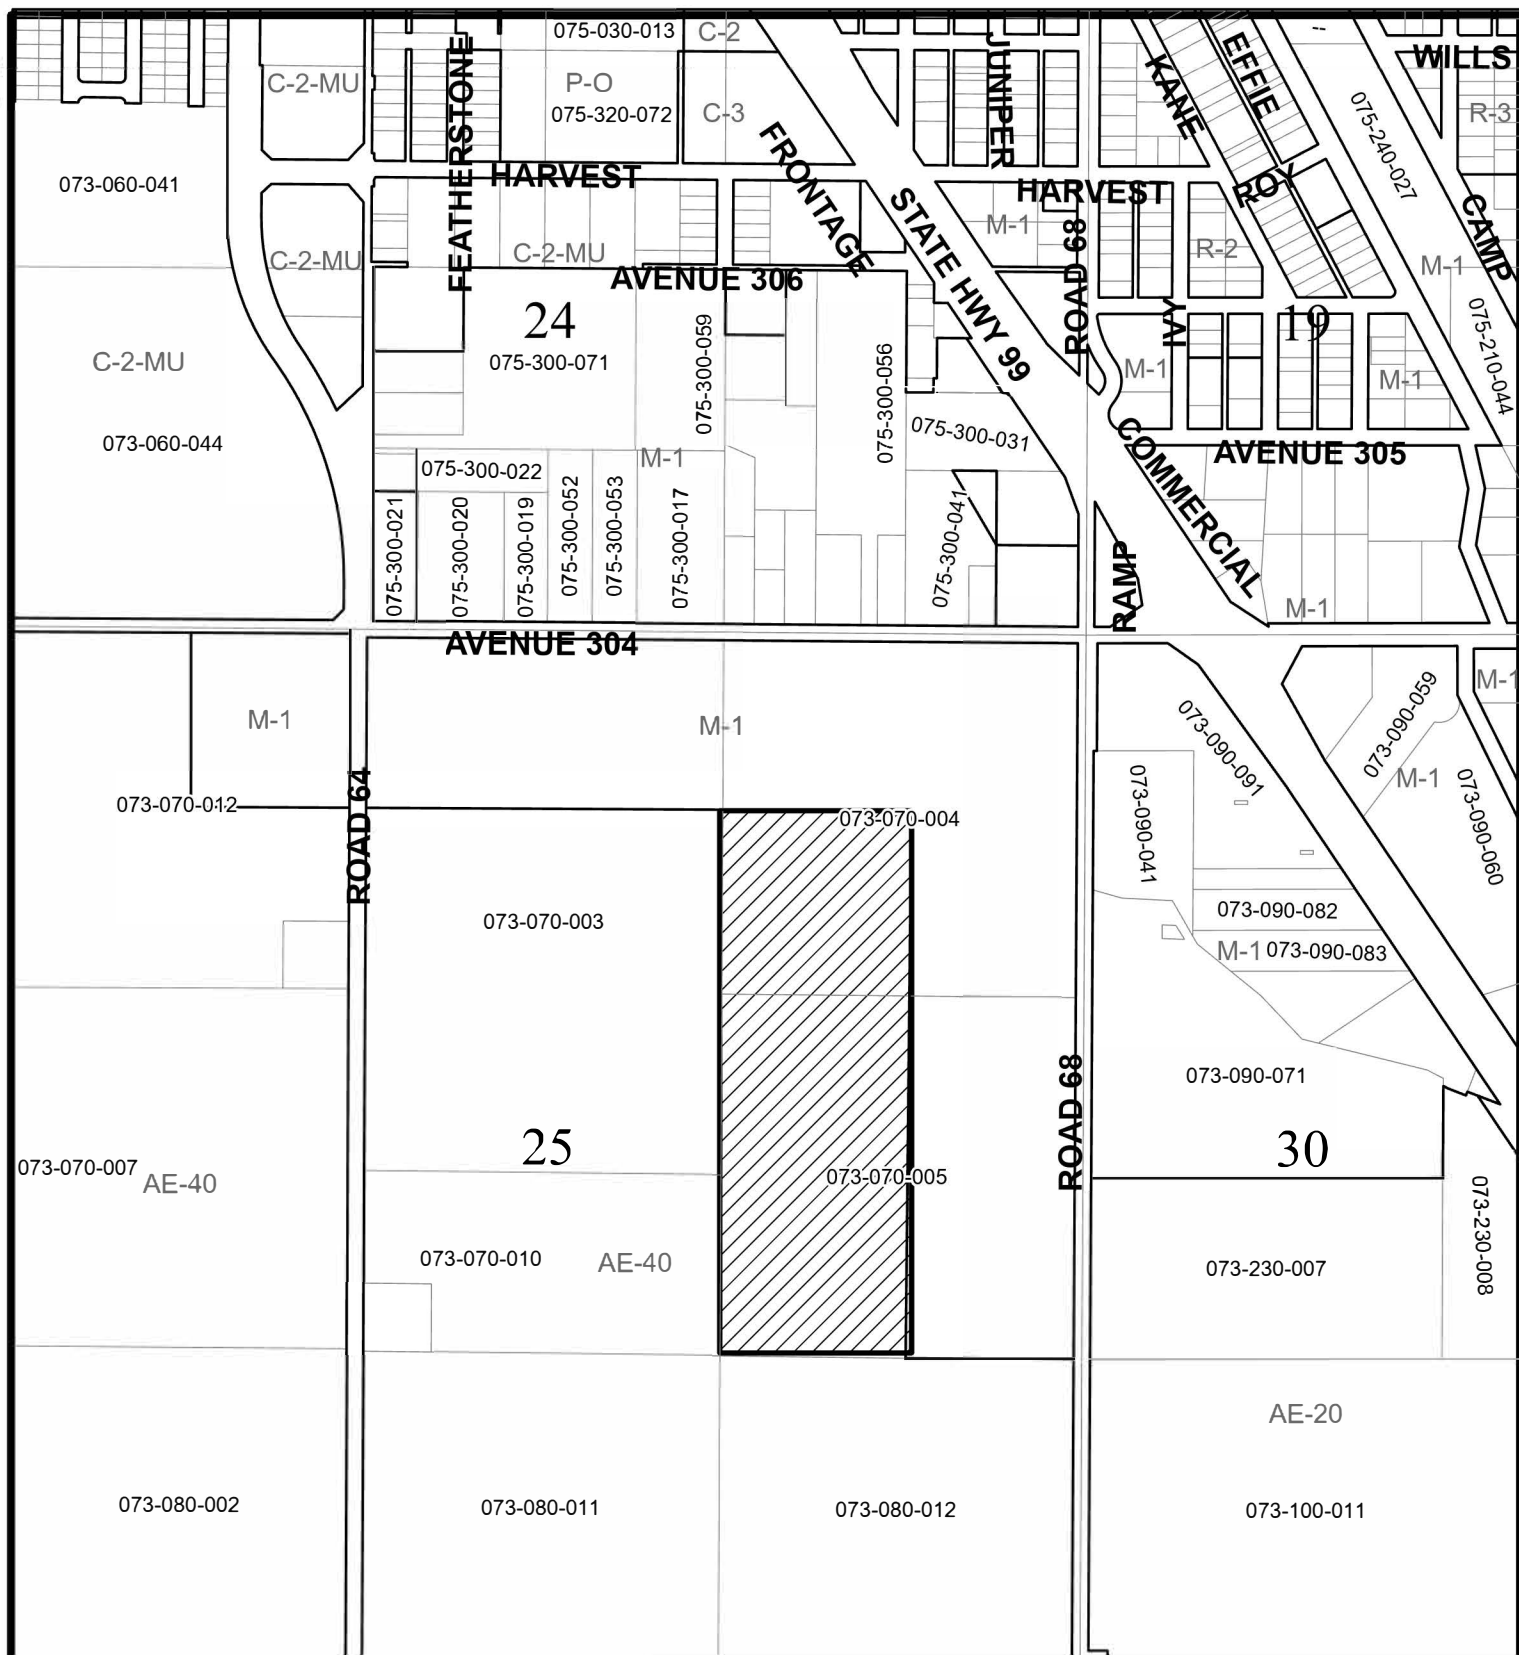 075-030-013
C-2
WILLS
C-2-MU
P-O
075-320-072
C-3
FEATHERSTONE
JUNIPER
KANE
EFFIE
075-240-027
R-3
073-060-041
HARVEST
FRONTAGE
HARVEST
ROY
CAMP
C-2-MU
C-2-MU
AVENUE 306
STATE HWY 99
M-1
ROAD 68
R-2
M-1
24
075-300-071
075-300-059
075-300-056
IVY
19
075-210-044
C-2-MU
M-1
M-1
073-060-044
075-300-022
M-1
075-300-031
COMMERCIAL
AVENUE 305
075-300-021
075-300-020
075-300-019
075-300-052
075-300-053
075-300-017
075-300-041
RAMP
M-1
AVENUE 304
M-1
M-1
073-090-091
073-090-059
M-1
073-070-012
ROAD 64
073-070-004
073-090-041
M-1
073-090-060
073-070-003
073-090-082
M-1
073-090-083
ROAD 68
073-090-071
25
30
073-070-007
AE-40
073-070-005
073-230-008
073-070-010
AE-40
073-230-007
AE-20
073-080-002
073-080-011
073-080-012
073-100-011